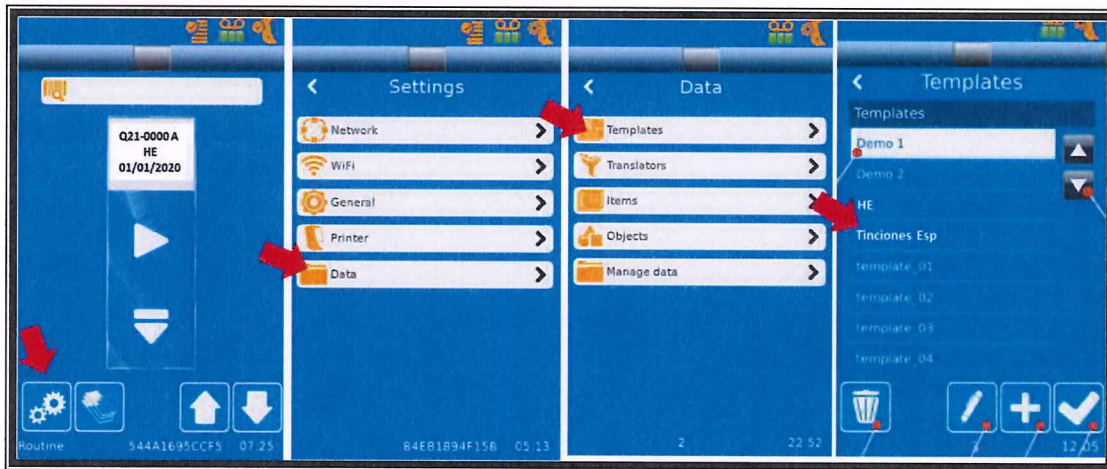 Q21-0000 A
HE
01/01/2020
Routine
544A1695CCF5 07:25
Settings
Network
WiFi
General
Printer
Data
84EB1894F15B 05:13
Data
Templates
Translators
Items
Objects
Manage data
2
22:52
Templates
Templates
Demo 1
Demo 2
HE
Tinciones Esp
template_01
template_02
template_03
template_04
3
12:05